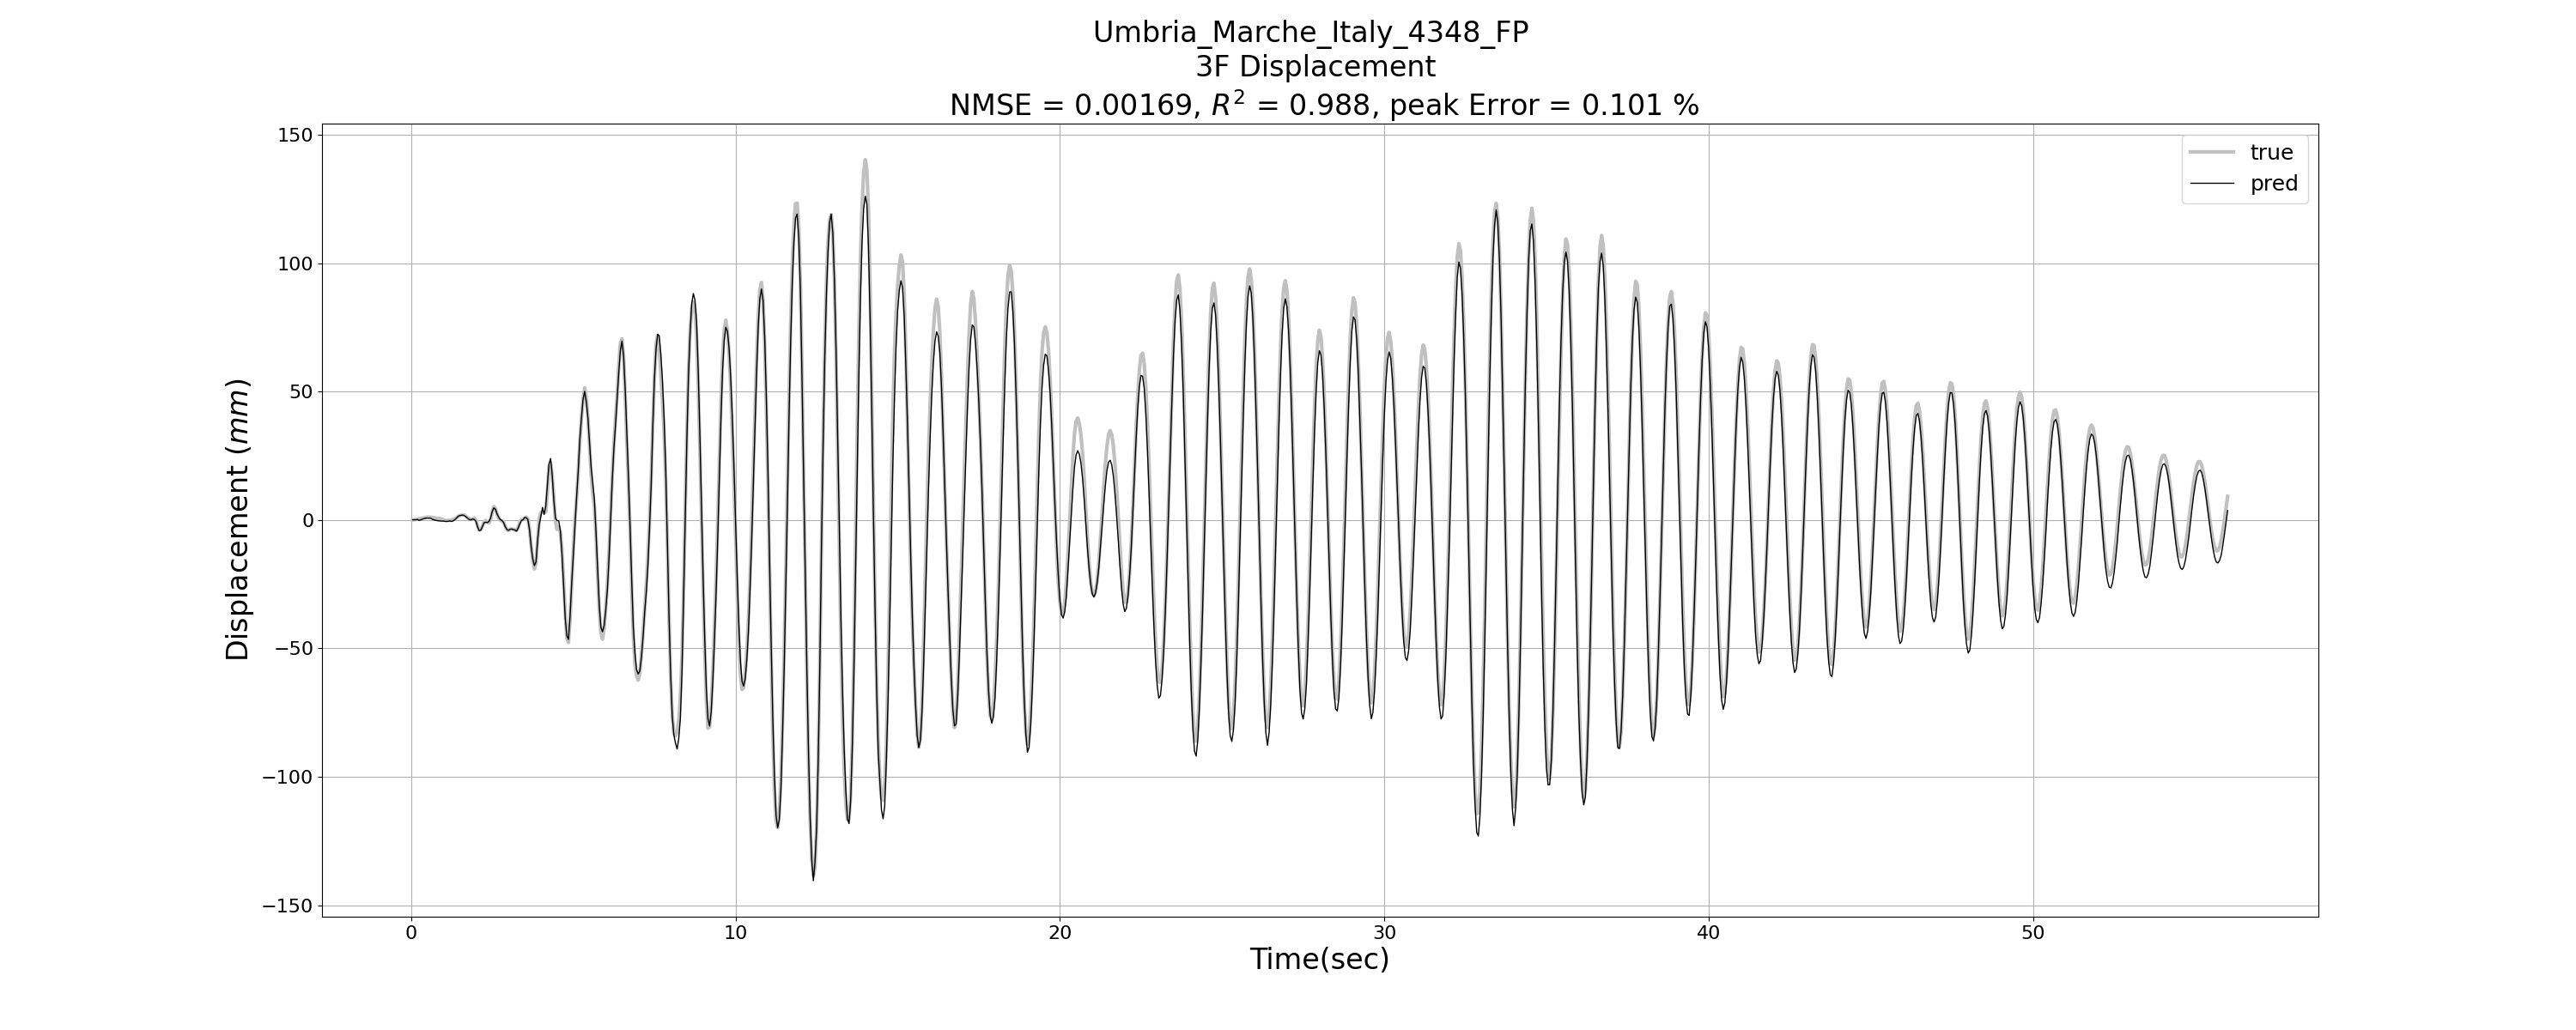 Umbria_Marche_Italy_4348_FP
3F Displacement
NMSE = 0.00169, R² = 0.988, peak Error = 0.101 %
true
pred
Displacement (mm)
150
100
50
0
−50
−100
−150
0 10 20 30 40 50
Time(sec)